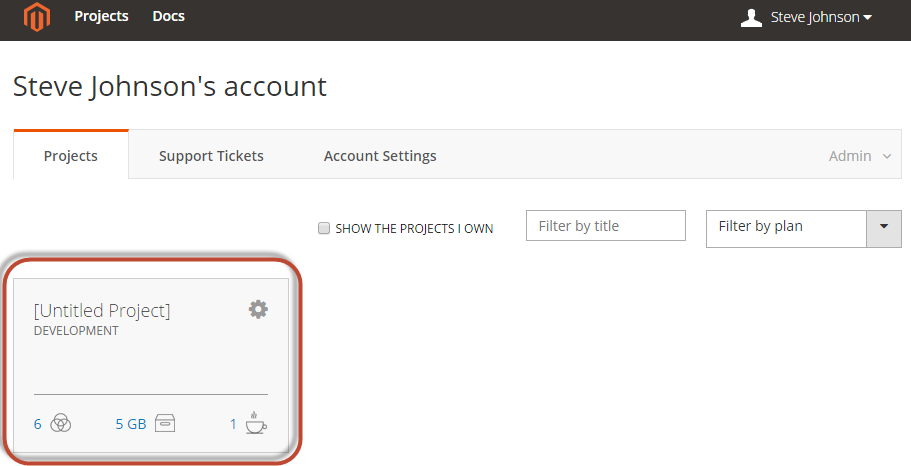 Projects Docs Steve Johnson
Steve Johnson's account
Projects Support Tickets Account Settings Admin
SHOW THE PROJECTS I OWN Filter by title Filter by plan
[Untitled Project]
DEVELOPMENT
6 5 GB 1